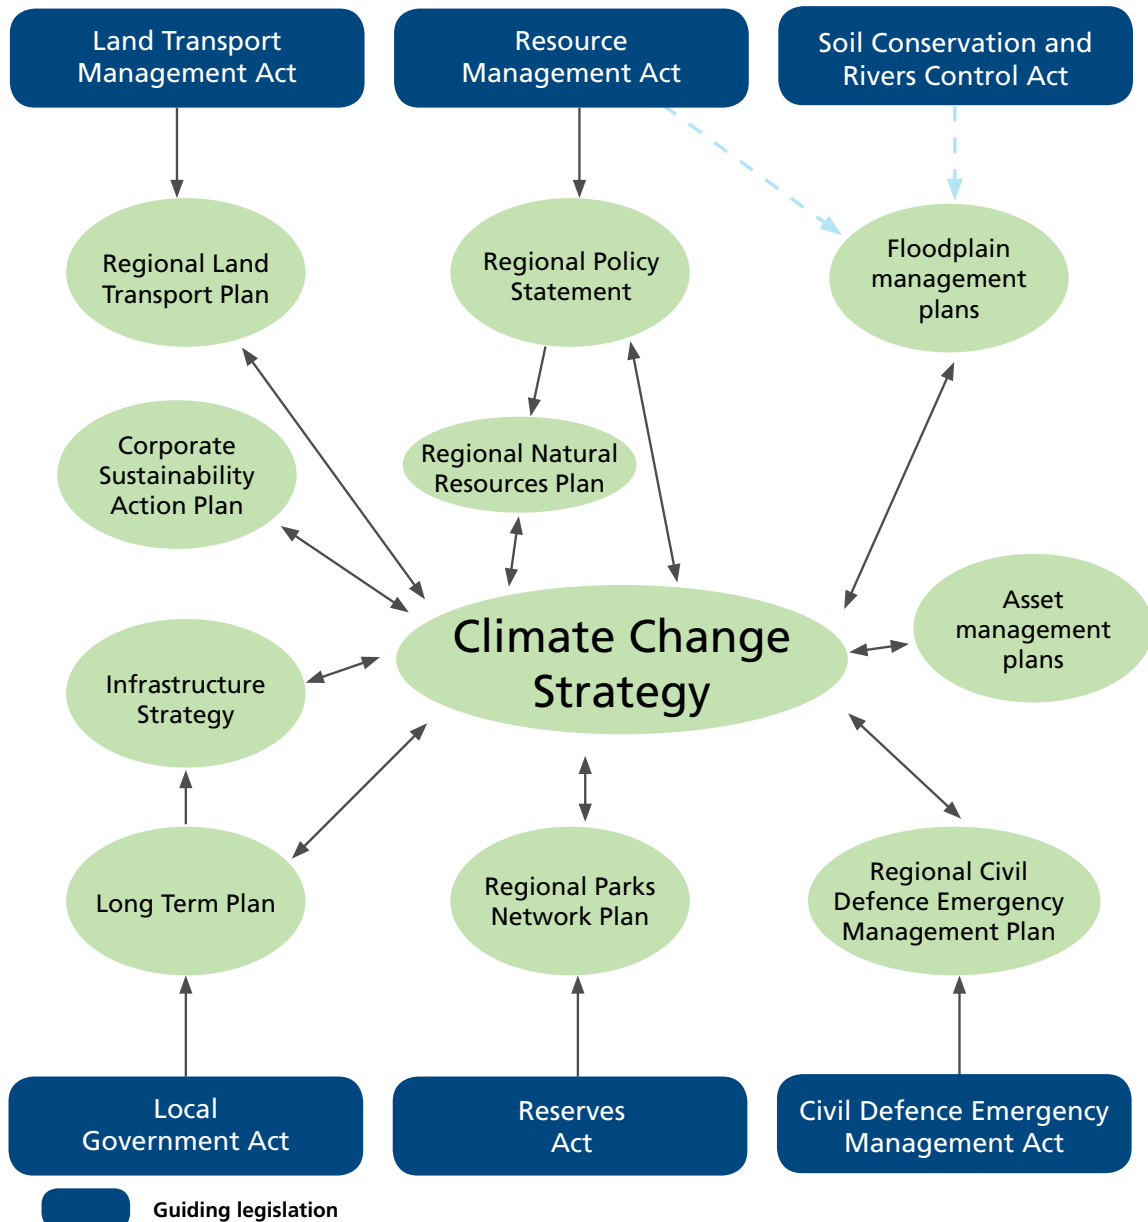 Land Transport
Management Act
Resource
Management Act
Soil Conservation and
Rivers Control Act
Regional Land
Transport Plan
Regional Policy
Statement
Floodplain
management
plans
Corporate
Sustainability
Action Plan
Regional Natural
Resources Plan
Climate Change
Strategy
Asset
management
plans
Infrastructure
Strategy
Long Term Plan
Regional Parks
Network Plan
Regional Civil
Defence Emergency
Management Plan
Local
Government Act
Reserves
Act
Civil Defence Emergency
Management Act
Guiding legislation